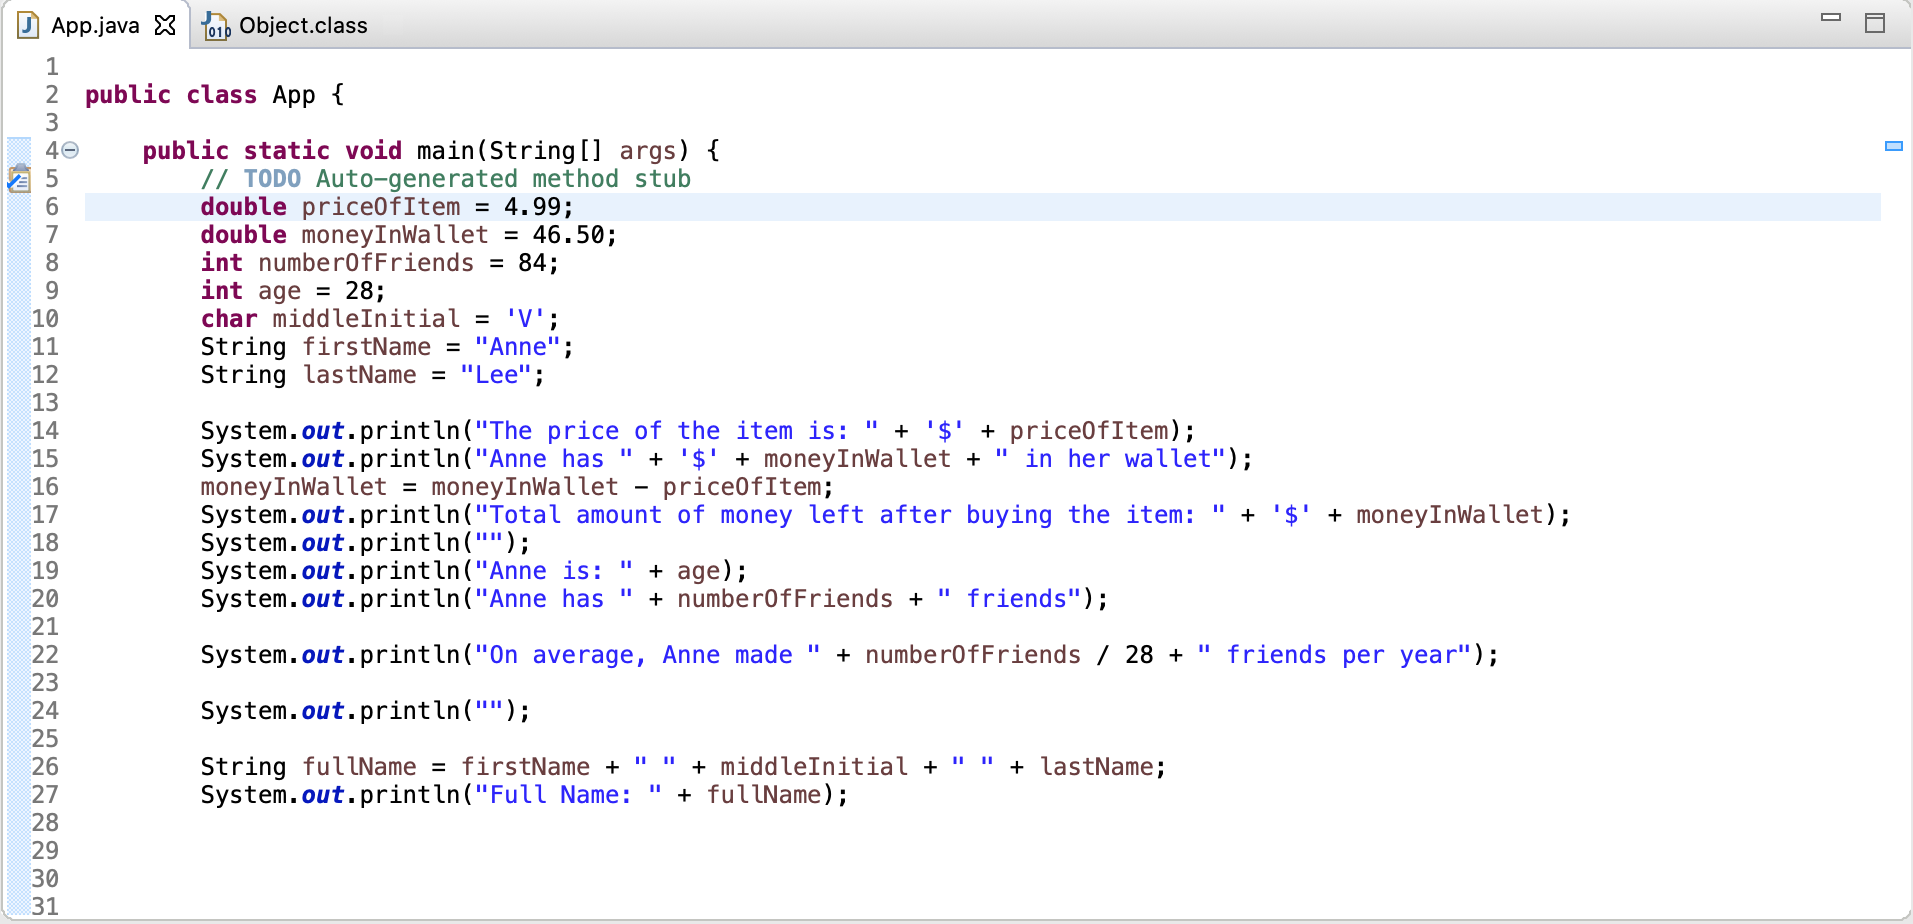 App.java Object.class
1
2 public class App {
3
4 public static void main(String[] args) {
5 // TODO Auto-generated method stub
6 double priceOfItem = 4.99;
7 double moneyInWallet = 46.50;
8 int numberOfFriends = 84;
9 int age = 28;
10 char middleInitial = 'V';
11 String firstName = "Anne";
12 String lastName = "Lee";
13
14 System.out.println("The price of the item is: " + '$' + priceOfItem);
15 System.out.println("Anne has " + '$' + moneyInWallet + " in her wallet");
16 moneyInWallet = moneyInWallet - priceOfItem;
17 System.out.println("Total amount of money left after buying the item: " + '$' + moneyInWallet);
18 System.out.println("");
19 System.out.println("Anne is: " + age);
20 System.out.println("Anne has " + numberOfFriends + " friends");
21
22 System.out.println("On average, Anne made " + numberOfFriends / 28 + " friends per year");
23
24 System.out.println("");
25
26 String fullName = firstName + " " + middleInitial + " " + lastName;
27 System.out.println("Full Name: " + fullName);
28
29
30
31